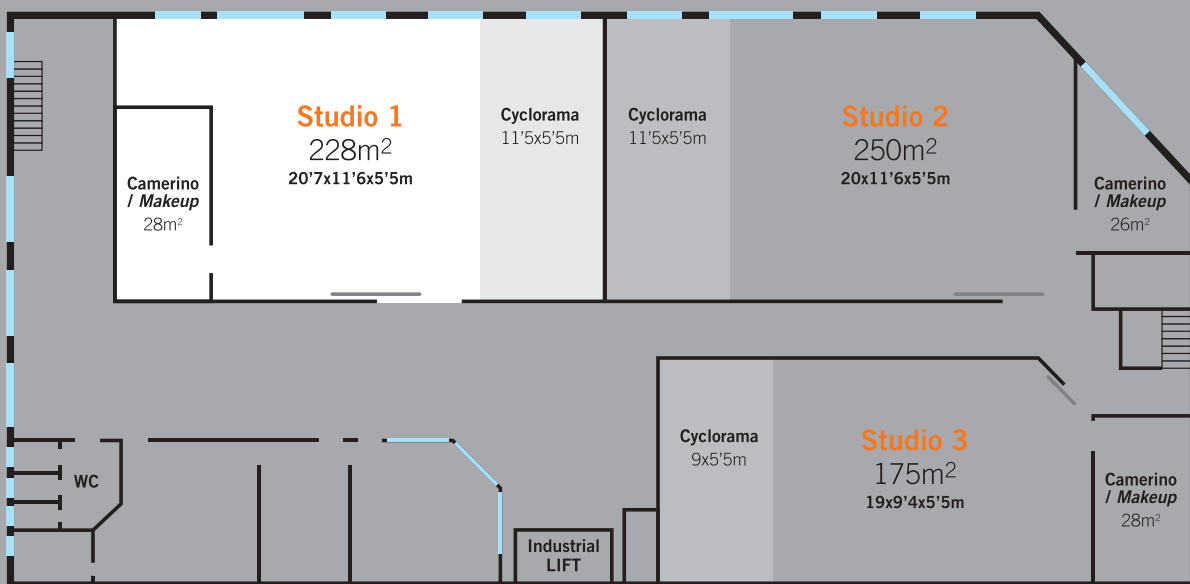 Studio 1
228m²
20'7x11'6x5'5m
Cyclorama
11'5x5'5m
Cyclorama
11'5x5'5m
Studio 2
250m²
20x11'6x5'5m
Camerino
/ Makeup
28m²
Camerino
/ Makeup
26m²
Cyclorama
9x5'5m
Studio 3
175m²
19x9'4x5'5m
Camerino
/ Makeup
28m²
WC
Industrial
LIFT